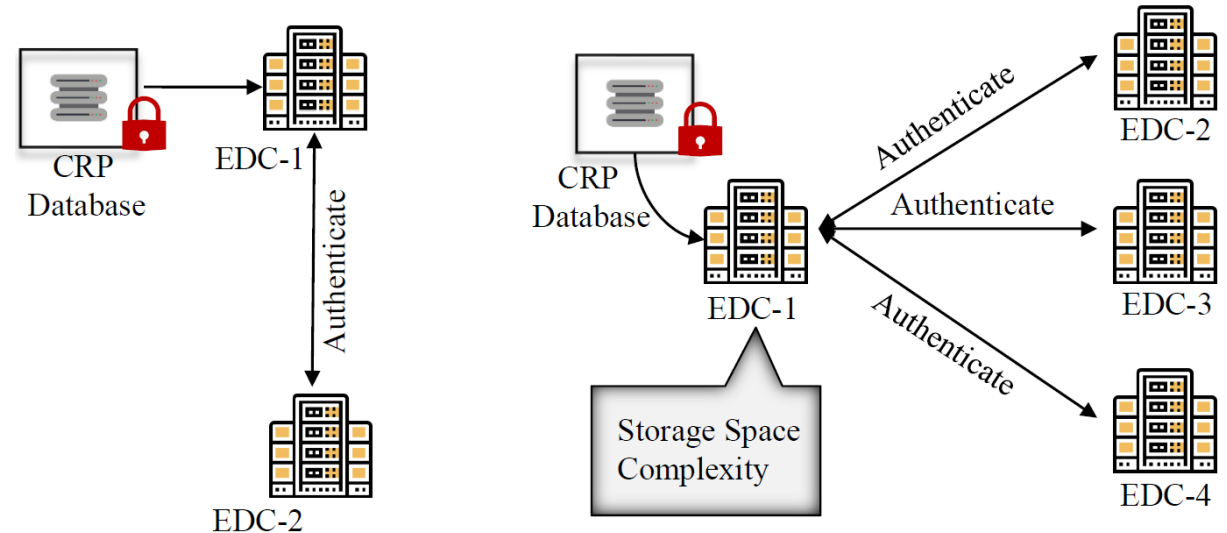 CRP
Database
EDC-1
Authenticate
EDC-2
CRP
Database
EDC-1
Storage Space
Complexity
Authenticate
EDC-2
Authenticate
EDC-3
Authenticate
EDC-4